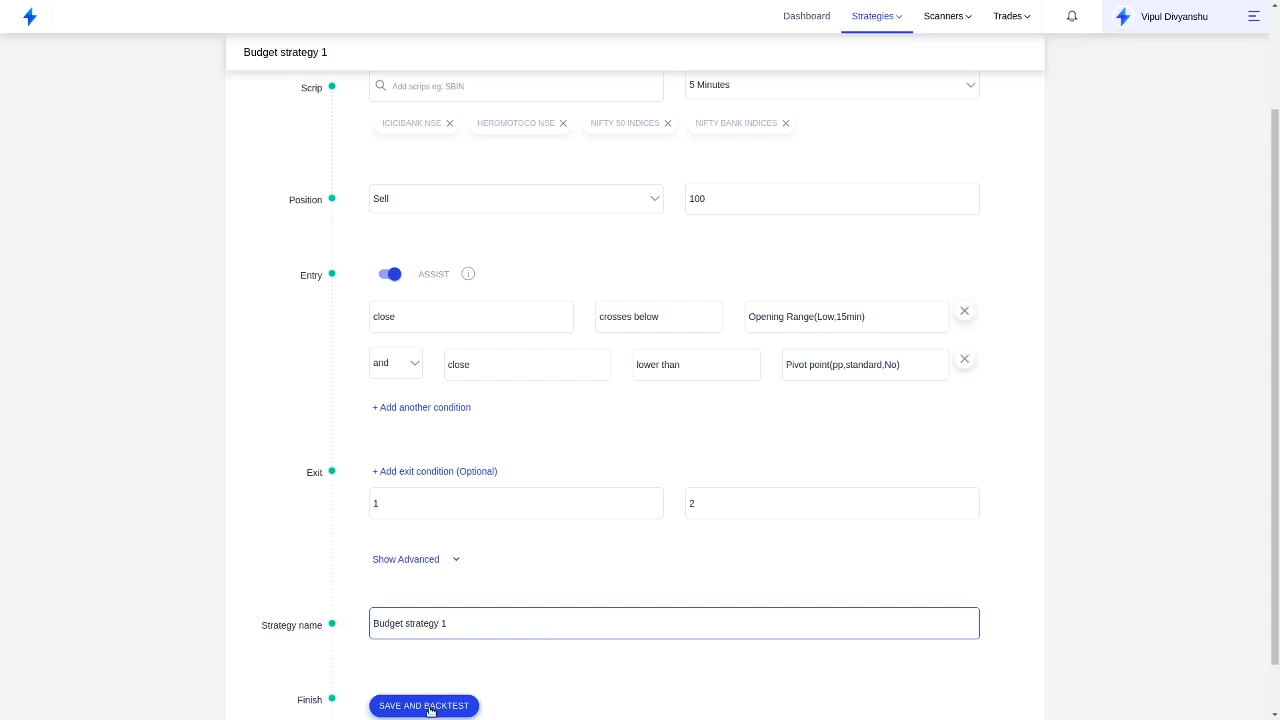 Dashboard Strategies Scanners Trades Vipul Divyanshu
Budget strategy 1
Scrip Add scrips eg: SBIN 5 Minutes
ICICIBANK NSE HEROMOTOCO NSE NIFTY 50 INDICES NIFTY BANK INDICES
Position Sell 100
Entry ASSIST
close crosses below Opening Range(Low,15min)
and close lower than Pivot point(pp,standard,No)
+ Add another condition
Exit + Add exit condition (Optional)
1 2
Show Advanced
Strategy name Budget strategy 1
Finish SAVE AND BACKTEST